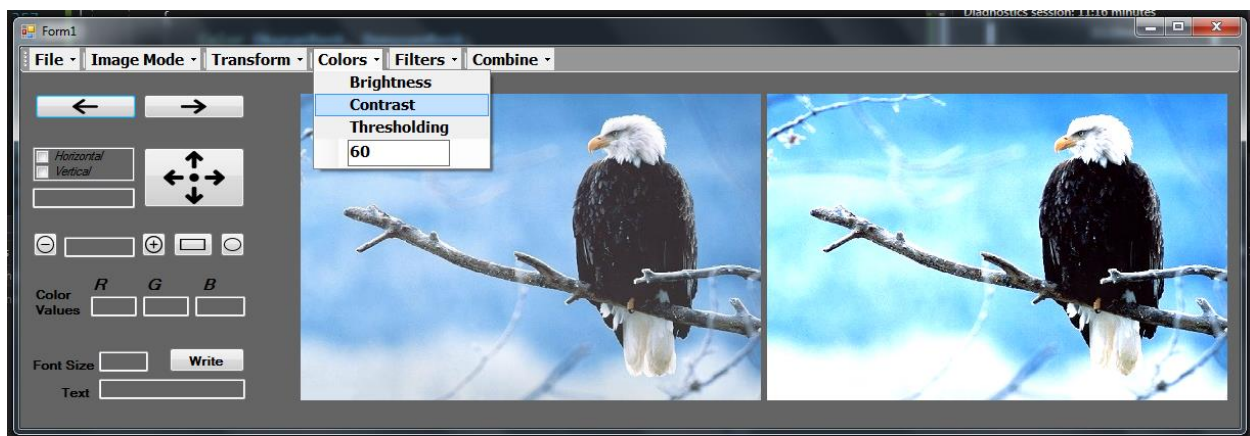 Diagnostics session: 11:16 minutes
Form1
File Image Mode Transform Colors Filters Combine
Brightness
Contrast
Thresholding
60
Horizontal
Vertical
R G B
Color
Values
Font Size Write
Text